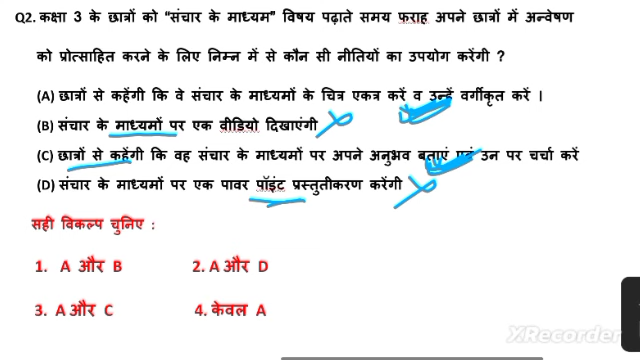 Q2. कक्षा 3 के छात्रों को "संचार के माध्यम" विषय पढ़ाते समय फराह अपने छात्रों में अन्वेषण
को प्रोत्साहित करने के लिए निम्न में से कौन सी नीतियों का उपयोग करेंगी ?
(A) छात्रों से कहेंगी कि वे संचार के माध्यमों के चित्र एकत्र करें व उन्हें वर्गीकृत करें ।
(B) संचार के माध्यमों पर एक वीडियो दिखाएंगी
(C) छात्रों से कहेंगी कि वह संचार के माध्यमों पर अपने अनुभव बताएं एवं उन पर चर्चा करें
(D) संचार के माध्यमों पर एक पावर पॉइंट प्रस्तुतीकरण करेंगी
सही विकल्प चुनिए :
1. A और B 2. A और D
3. A और C 4. केवल A
XRecorder